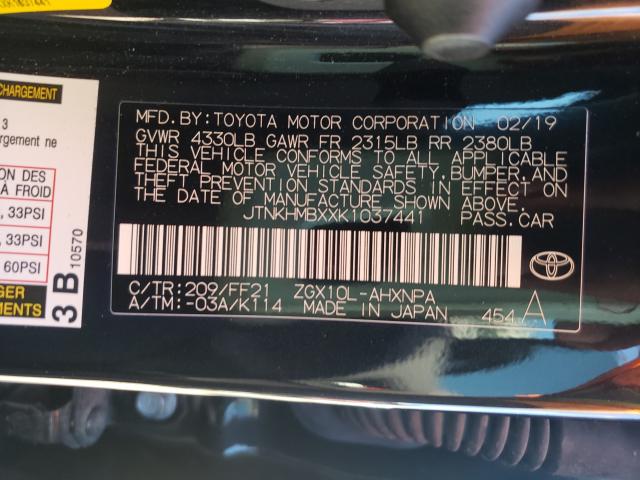 CHARGEMENT
3
argement ne
ION DES
À FROID
, 33PSI
, 33PSI
60PSI
GER
EMENTS
3 B
10570
MFD.BY:TOYOTA MOTOR CORPORATION 02/19
GVWR 4330LB GAWR FR 2315LB RR 2380LB
THIS VEHICLE CONFORMS TO ALL APPLICABLE
FEDERAL MOTOR VEHICLE SAFETY,BUMPER,AND
THEFT PREVENTION STANDARDS IN EFFECT ON
THE DATE OF MANUFACTURE SHOWN ABOVE.
JTNKHMBXXK1037441 PASS.CAR
C/TR:209/FF21 ZGX10L-AHXNPA
A/TM:-03A/K114 MADE IN JAPAN 454 A